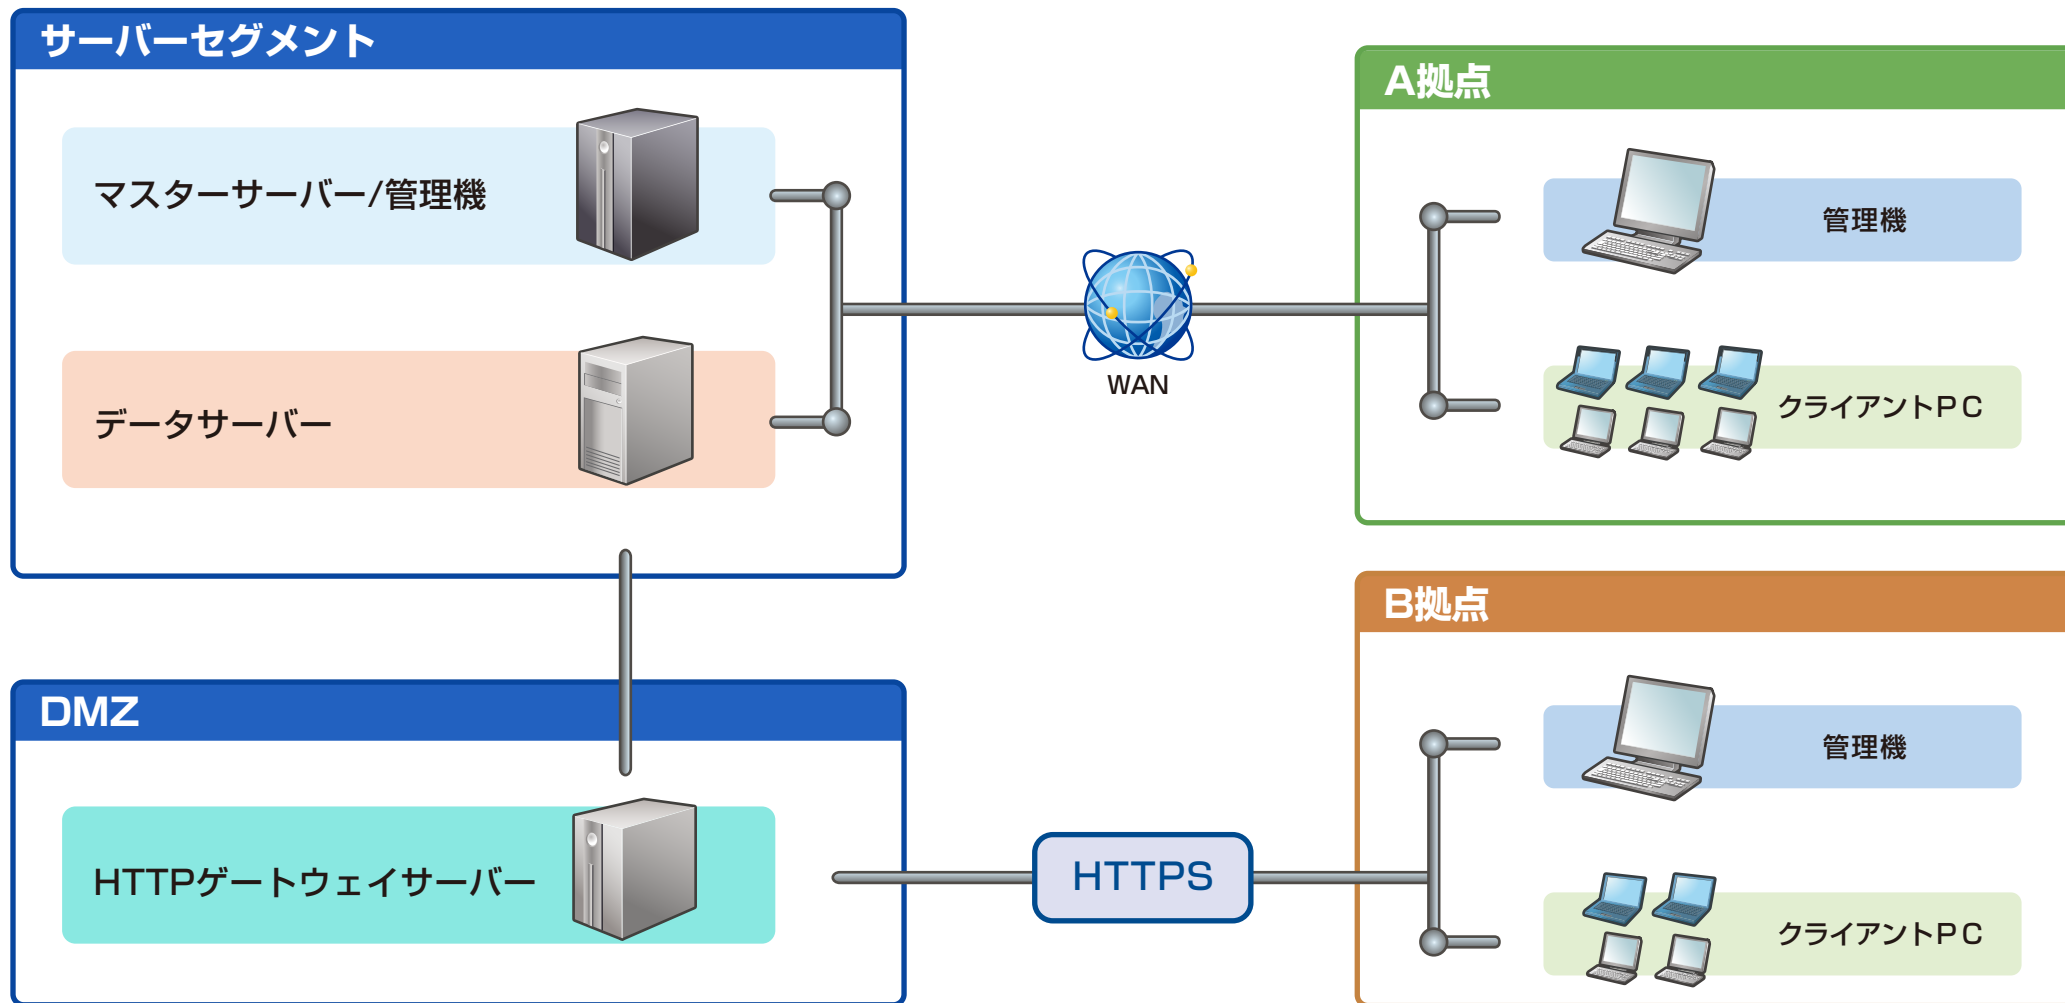 サーバーセグメント
マスターサーバー/管理機
データサーバー
WAN
A拠点
管理機
クライアントPC
DMZ
HTTPゲートウェイサーバー
HTTPS
B拠点
管理機
クライアントPC